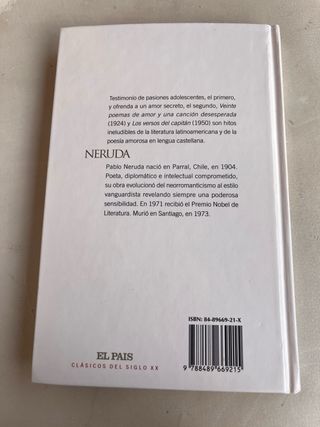 Testimonio de pasiones adolescentes, el primero,
y ofrenda a un amor secreto, el segundo, Veinte
poemas de amor y una canción desesperada
(1924) y Los versos del capitán (1950) son hitos
ineludibles de la literatura latinoamericana y de la
poesía amorosa en lengua castellana.
NERUDA
Pablo Neruda nació en Parral, Chile, en 1904.
Poeta, diplomático e intelectual comprometido,
su obra evolucionó del neorromanticismo al estilo
vanguardista revelando siempre una poderosa
sensibilidad. En 1971 recibió el Premio Nobel de
Literatura. Murió en Santiago, en 1973.
ISBN: 84-89669-21-X
9 788489 669215
EL PAIS
CLÁSICOS DEL SIGLO XX